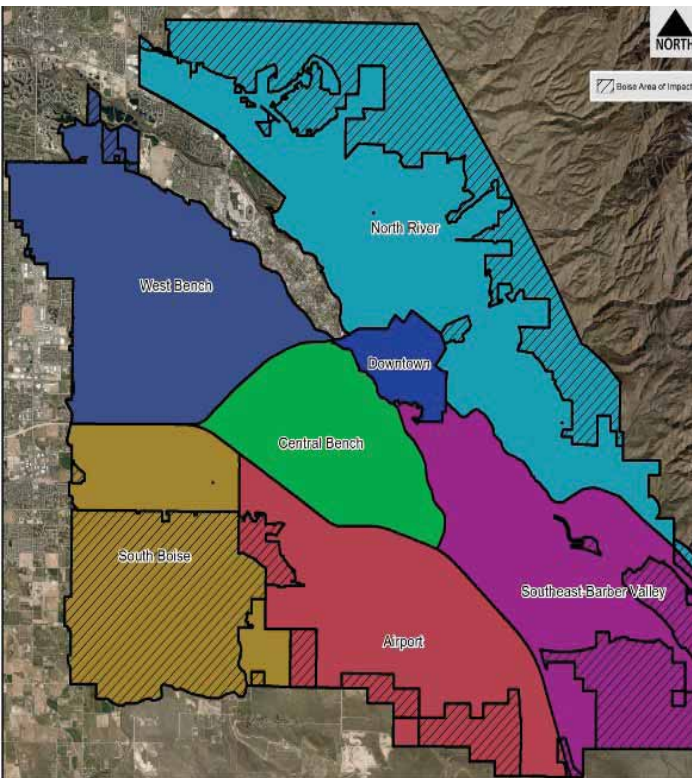 NORTH
Boise Area of Impact
North River
West Bench
Downtown
Central Bench
South Boise
Southeast-Barber Valley
Airport